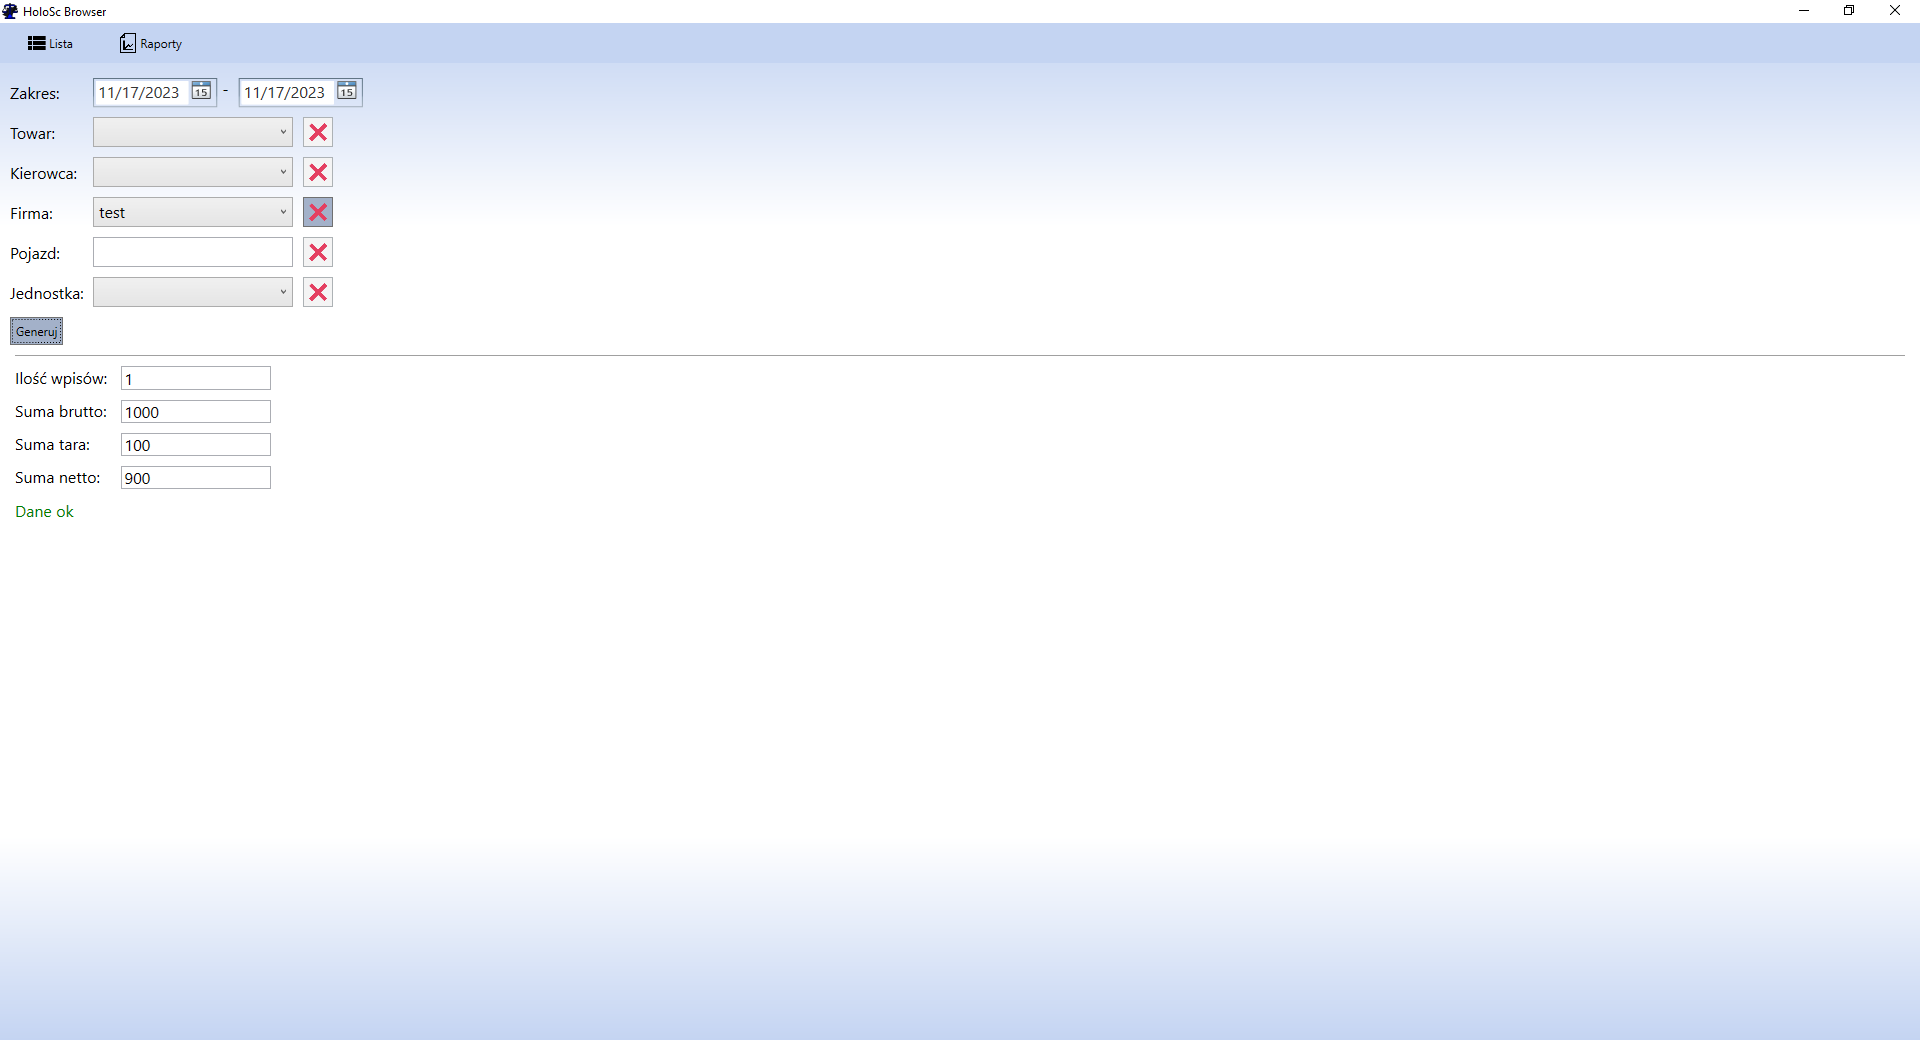 HoloSc Browser
Lista Raporty
Zakres: 11/17/2023 15 - 11/17/2023 15
Towar:
Kierowca:
Firma: test
Pojazd:
Jednostka:
Generuj
Ilość wpisów: 1
Suma brutto: 1000
Suma tara: 100
Suma netto: 900
Dane ok